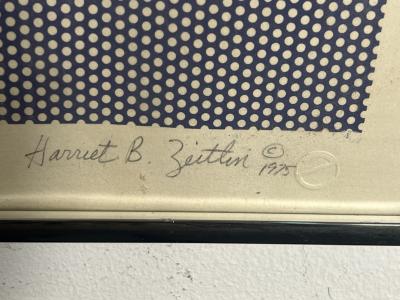 Harriet B. Zeitlin © 1975